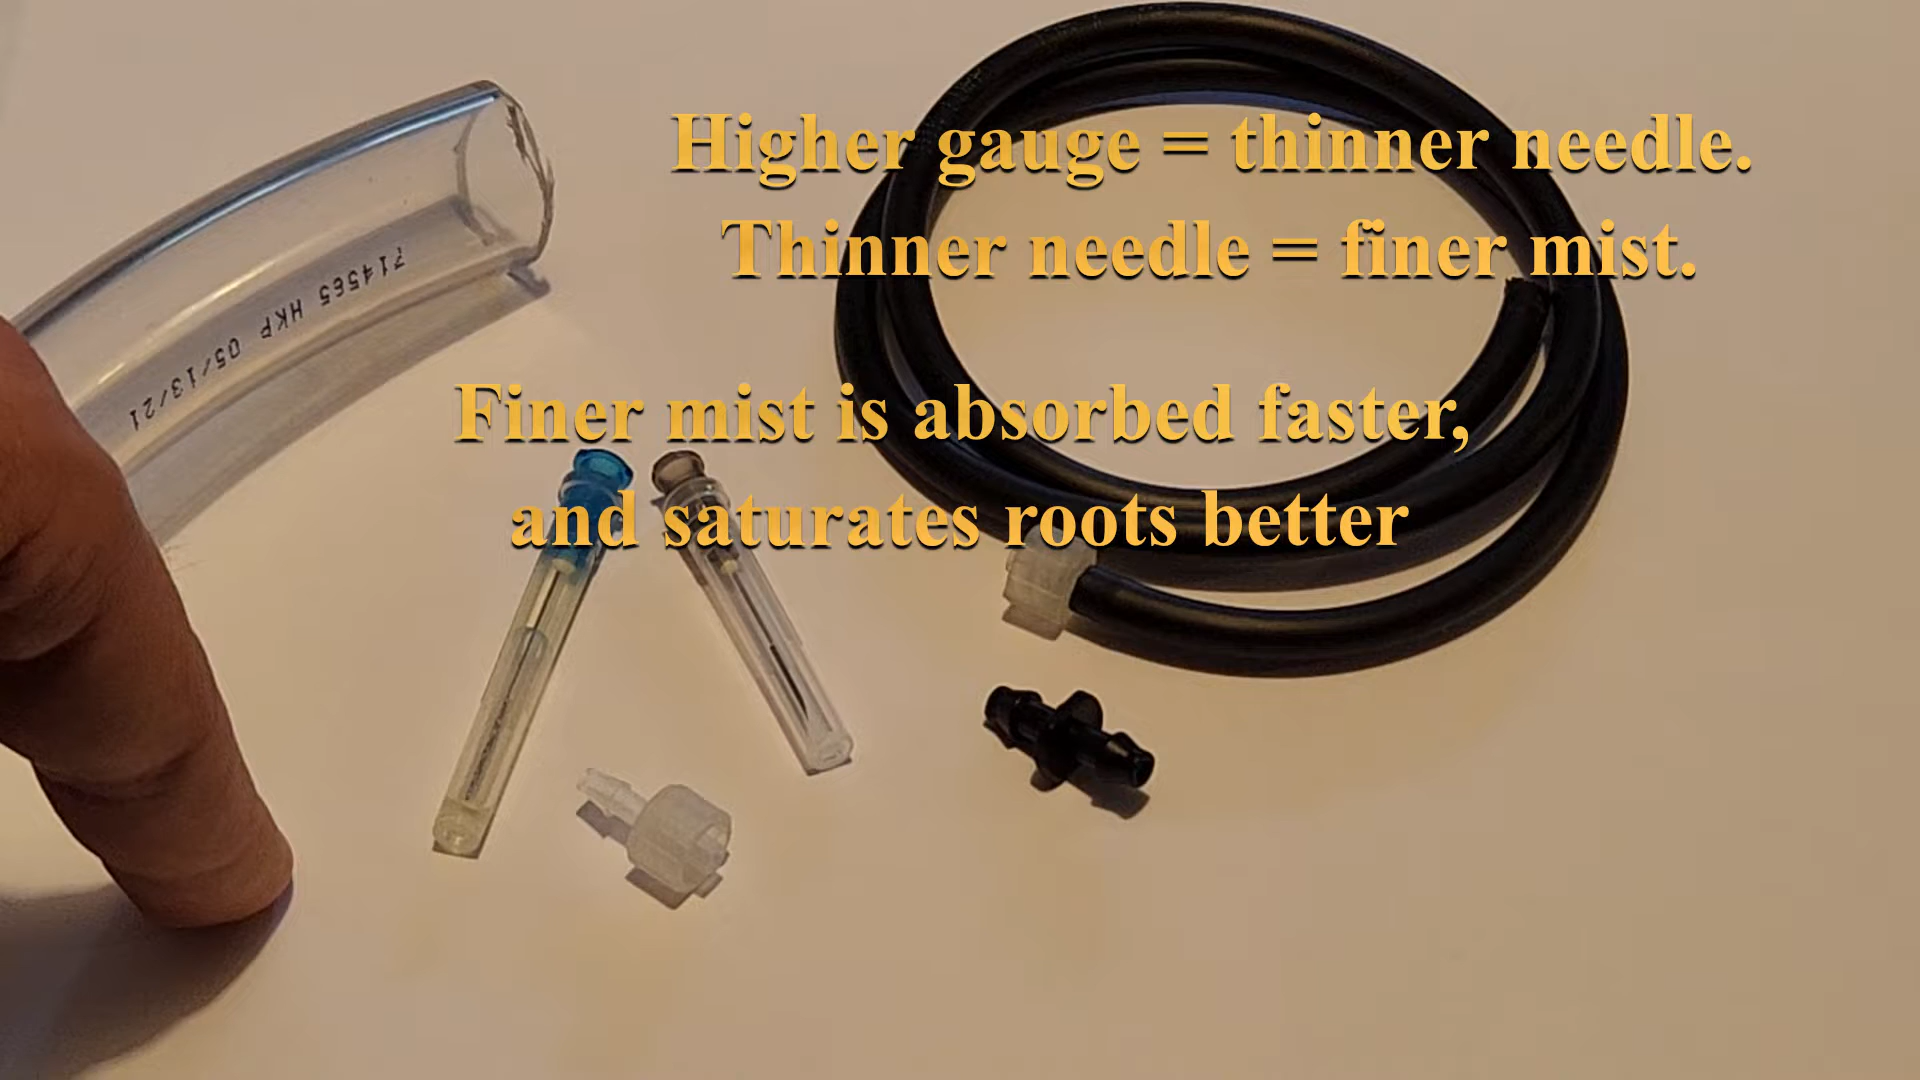 Higher gauge = thinner needle.
Thinner needle = finer mist.
Finer mist is absorbed faster,
and saturates roots better
714565 HKP 05/13/21